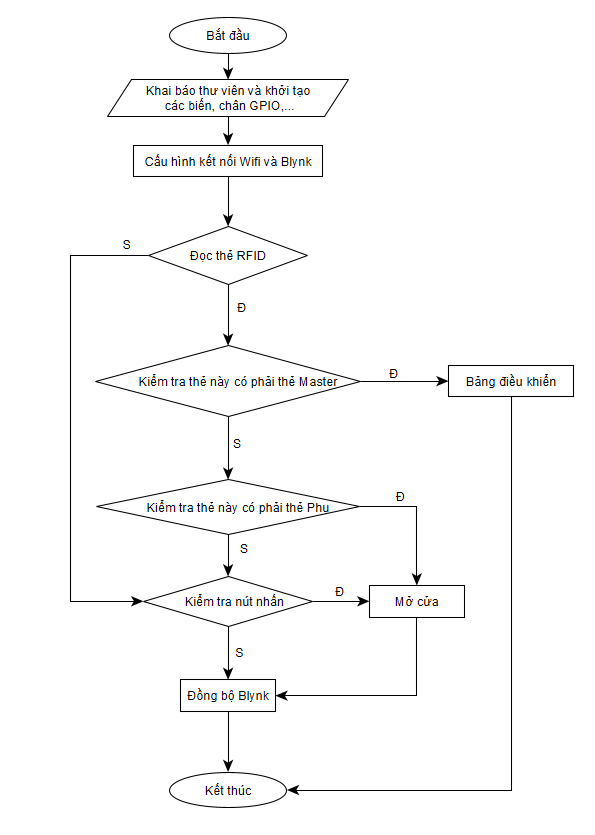 Bắt đầu
Khai báo thư viên và khởi tạo
các biến, chân GPIO,...
Cấu hình kết nối Wifi và Blynk
S
Đọc thẻ RFID
Đ
Kiểm tra thẻ này có phải thẻ Master
Đ
Bảng điều khiển
S
Đ
Kiểm tra thẻ này có phải thẻ Phụ
S
Kiểm tra nút nhấn
Đ
Mở cửa
S
Đồng bộ Blynk
Kết thúc